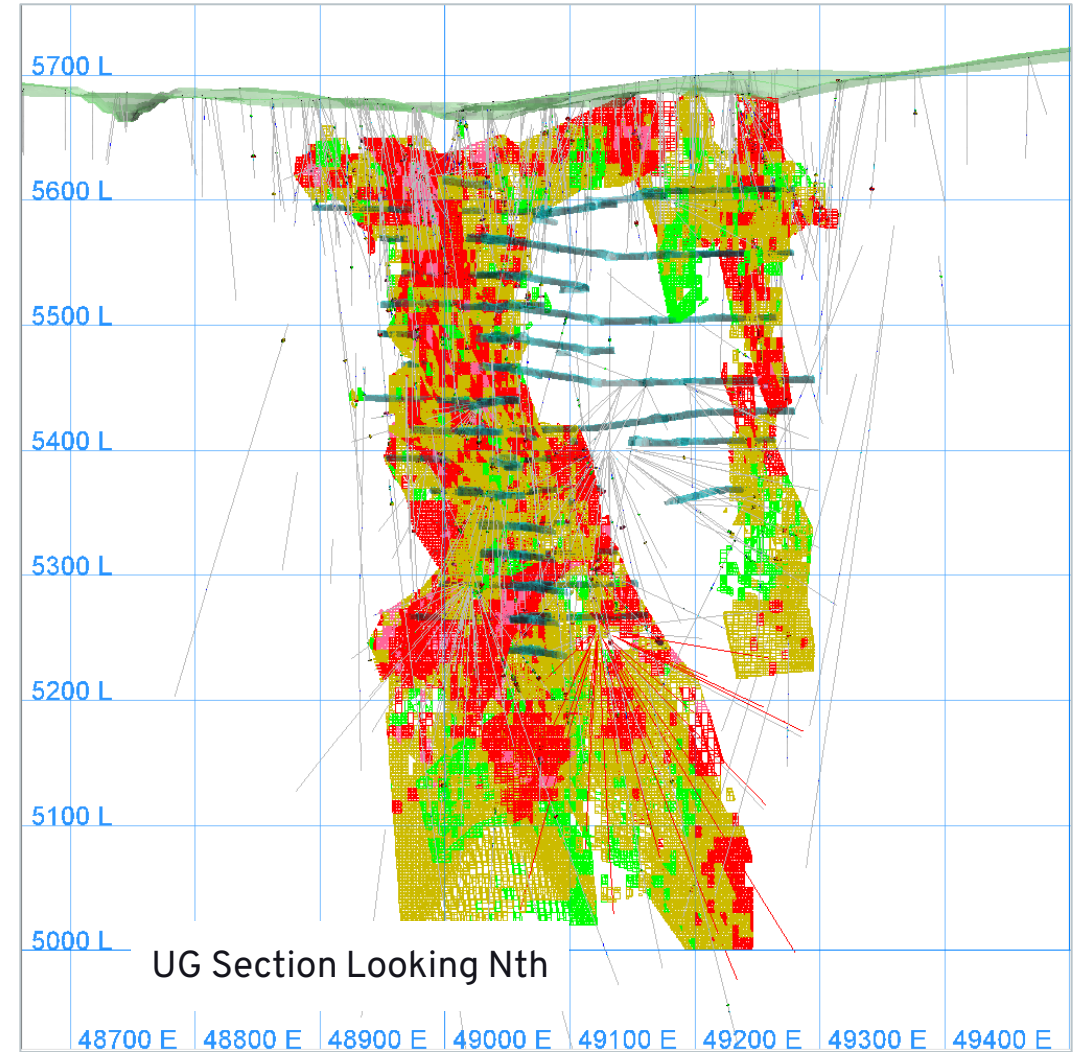 5700 L
5600 L
5500 L
5400 L
5300 L
5200 L
5100 L
5000 L
UG Section Looking Nth
48700 E 48800 E 48900 E 49000 E 49100 E 49200 E 49300 E 49400 E